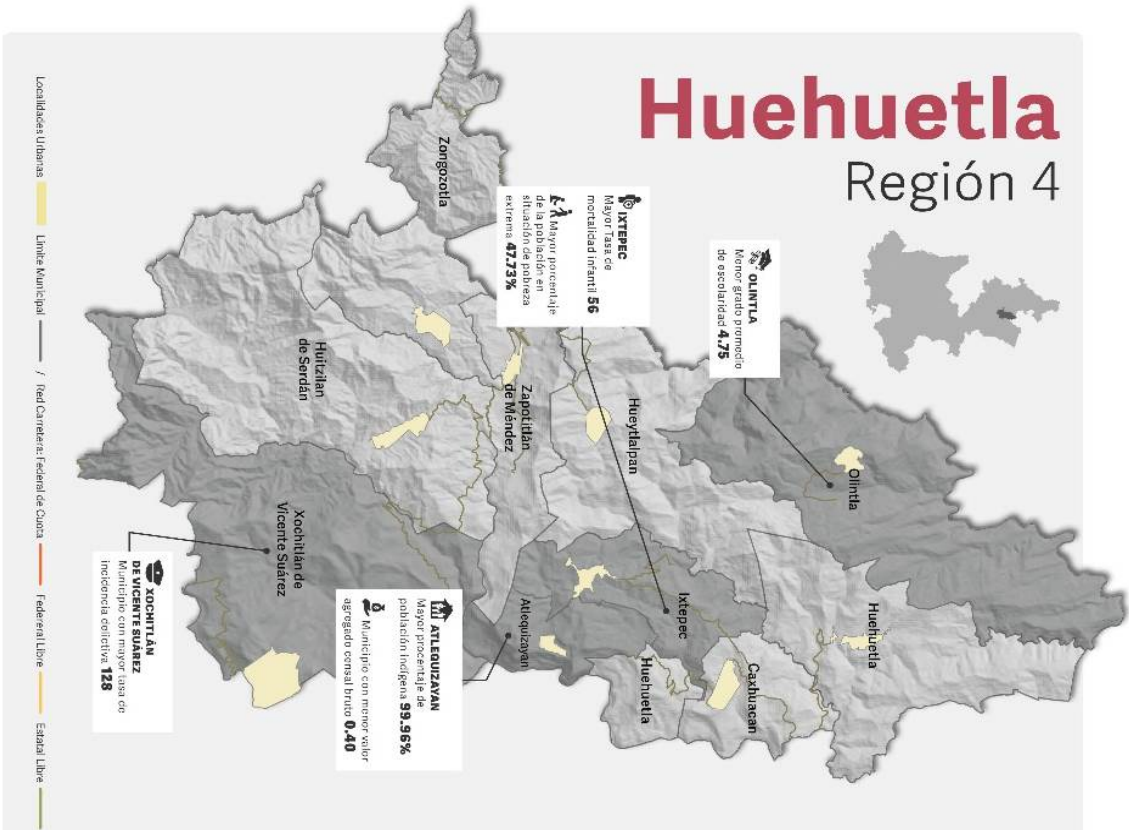 Huehuetla
Región 4
Zongozotla
IXTEPEC
Mayor Tasa de
mortalidad infantil 56
Mayor porcentaje
de la población en
situación de pobreza
extrema 47.73%
OLINTLA
Menor grado promedio
de escolaridad 4.75
Huitzilan
de Serdán
Zapotitlán
de Méndez
Hueytlalpan
Olintla
Xochitlán de
Vicente Suárez
Atlequizayan
Ixtepec
Huehuetla
Caxhuacan
Huehuetla
XOCHITLÁN
DE VICENTE SUÁREZ
Municipio con mayor tasa de
incidencia delictiva 128
ATLEQUIZAYAN
Mayor procentaje de
población indígena 99.96%
Municipio con menor valor
agregado censal bruto 0.40
Localidades Urbanas
Límite Municipal
/ Red Carretera: Federal de Cuota
Federeral Libre
Estatal Libre